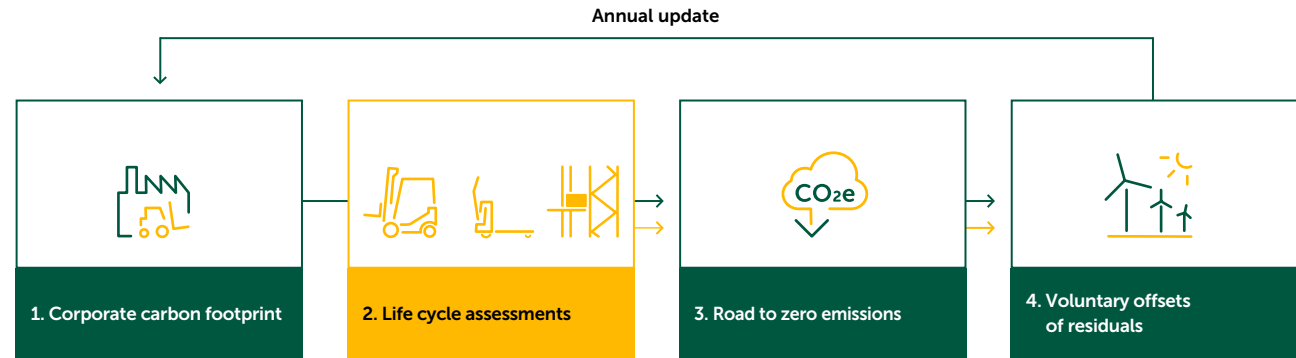 Annual update
CO₂e
1. Corporate carbon footprint
2. Life cycle assessments
3. Road to zero emissions
4. Voluntary offsets
of residuals